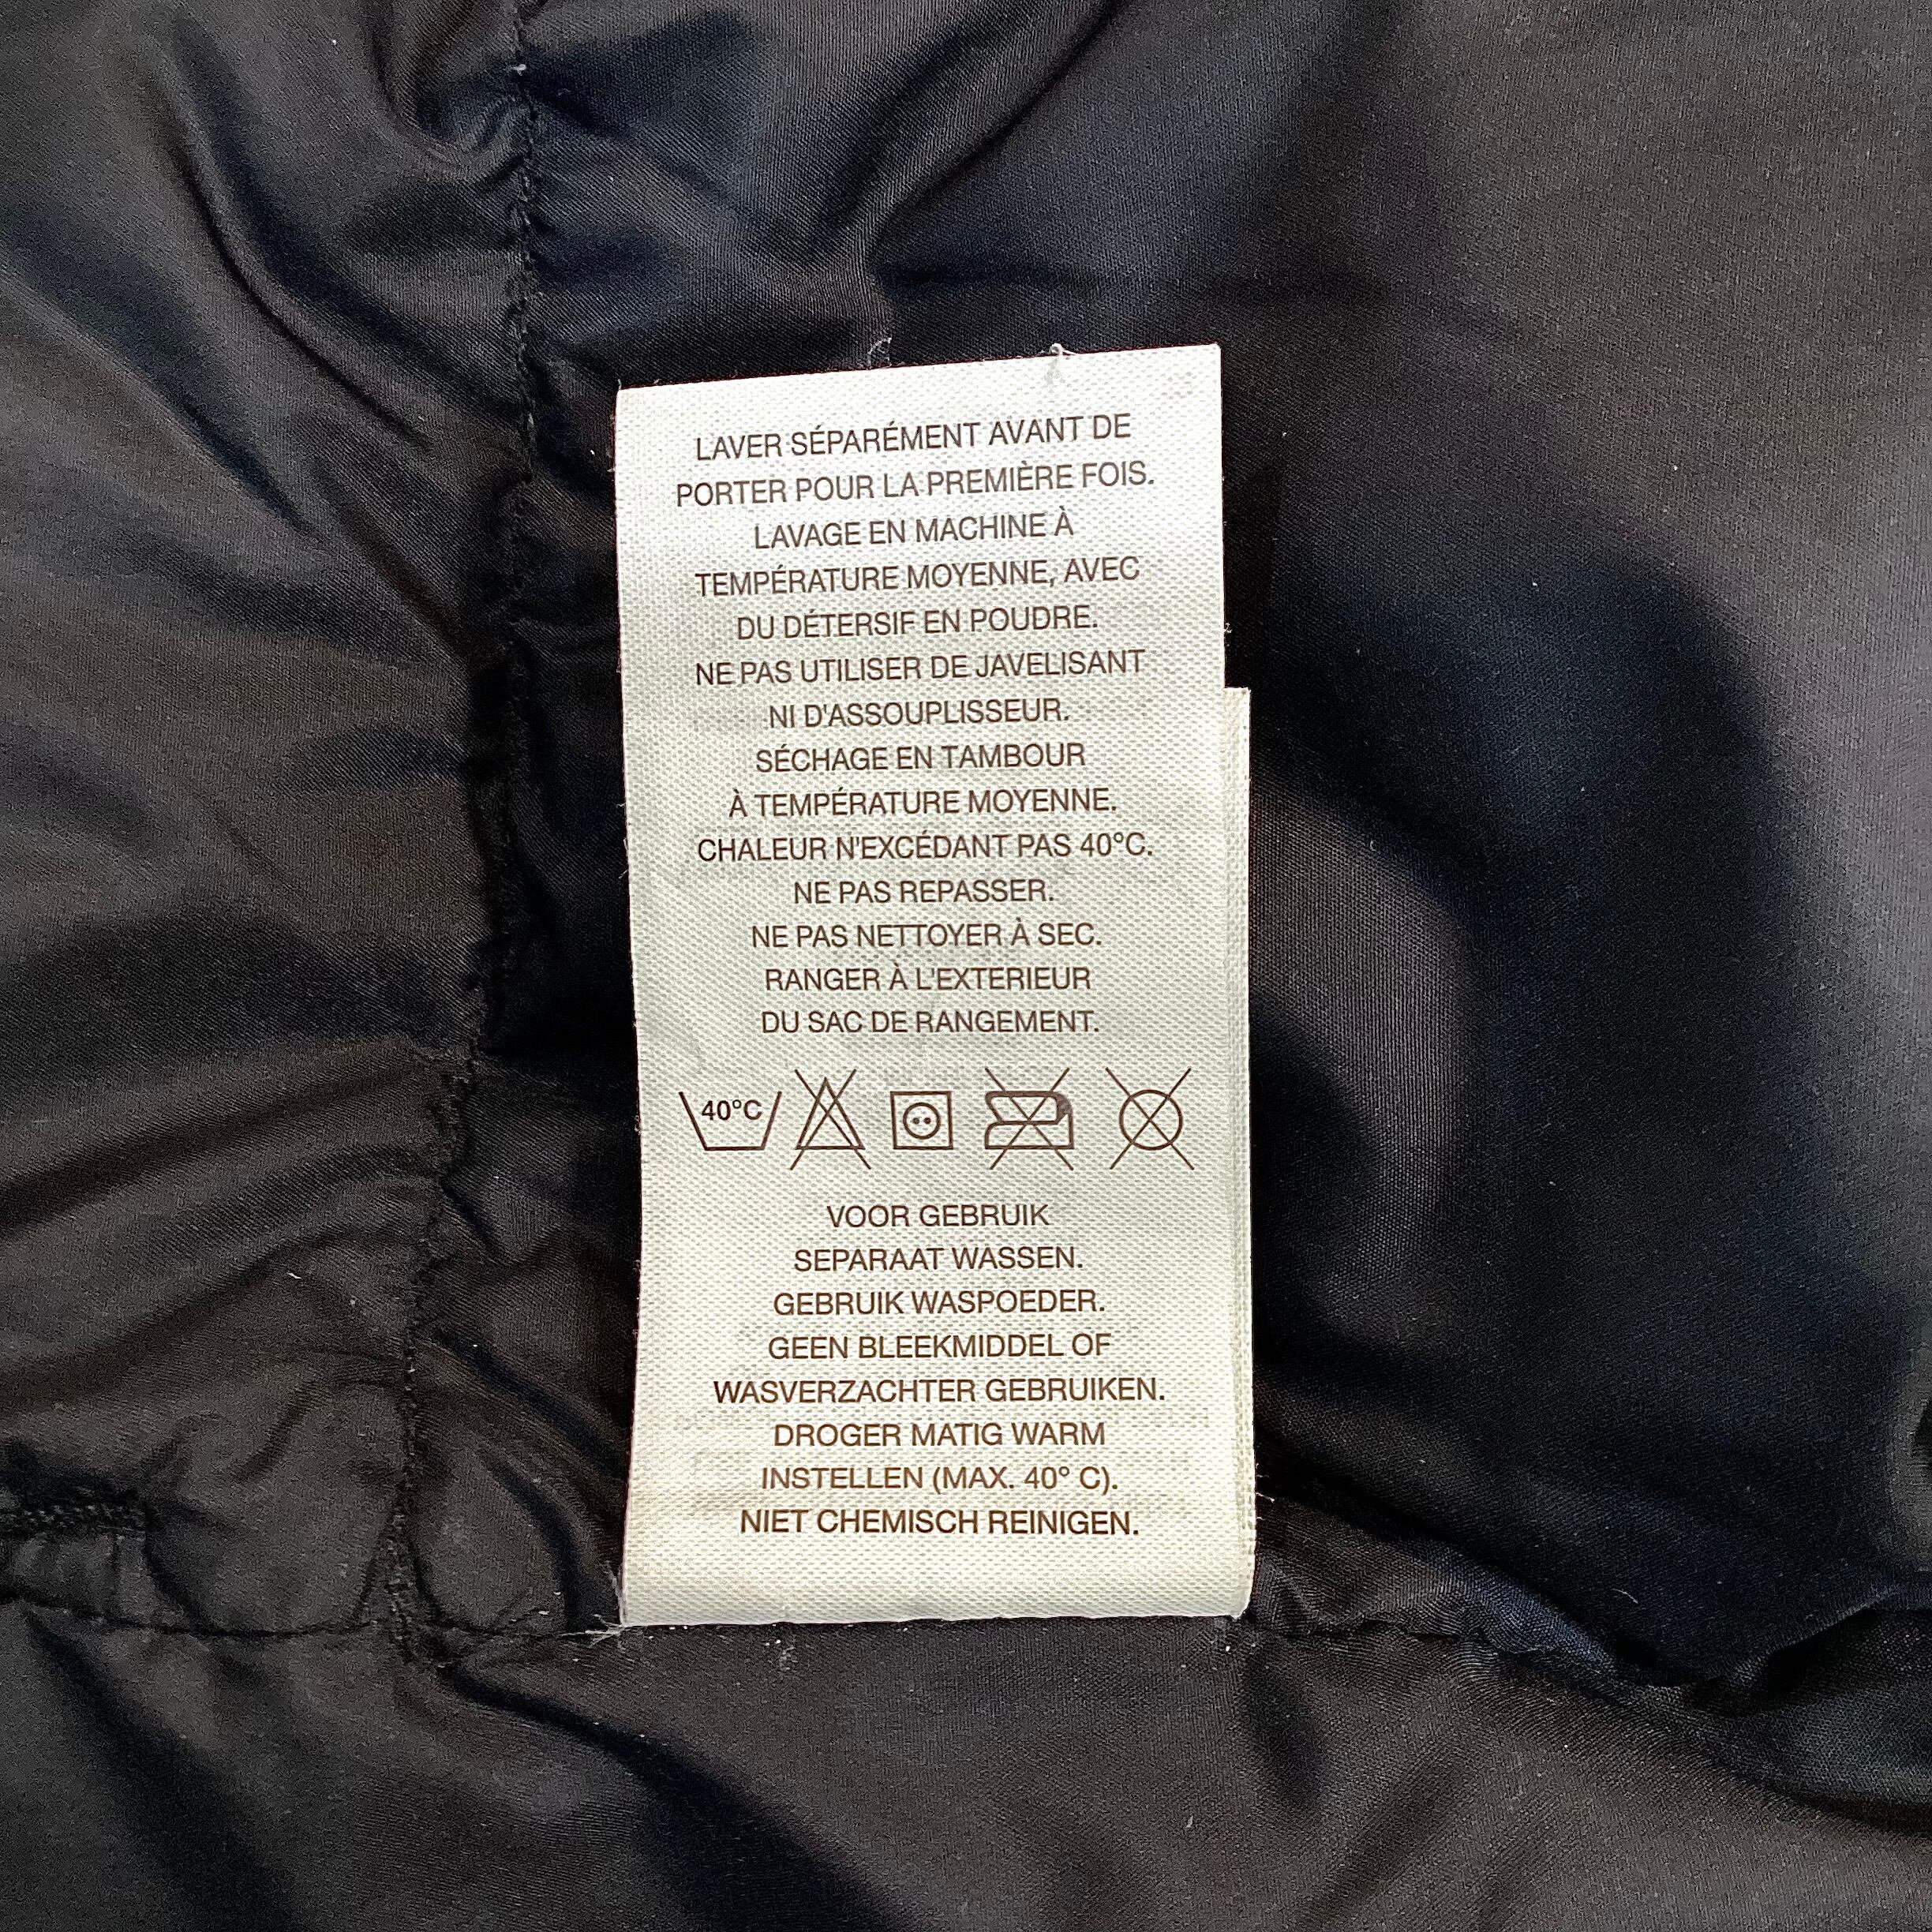 LAVER SÉPARÉMENT AVANT DE
PORTER POUR LA PREMIÈRE FOIS.
LAVAGE EN MACHINE À
TEMPÉRATURE MOYENNE, AVEC
DU DÉTERSIF EN POUDRE.
NE PAS UTILISER DE JAVELISANT
NI D'ASSOUPLISSEUR.
SÉCHAGE EN TAMBOUR
À TEMPÉRATURE MOYENNE.
CHALEUR N'EXCÉDANT PAS 40°C.
NE PAS REPASSER.
NE PAS NETTOYER À SEC.
RANGER À L'EXTERIEUR
DU SAC DE RANGEMENT.
40°C
VOOR GEBRUIK
SEPARAAT WASSEN.
GEBRUIK WASPOEDER.
GEEN BLEEKMIDDEL OF
WASVERZACHTER GEBRUIKEN.
DROGER MATIG WARM
INSTELLEN (MAX. 40° C).
NIET CHEMISCH REINIGEN.